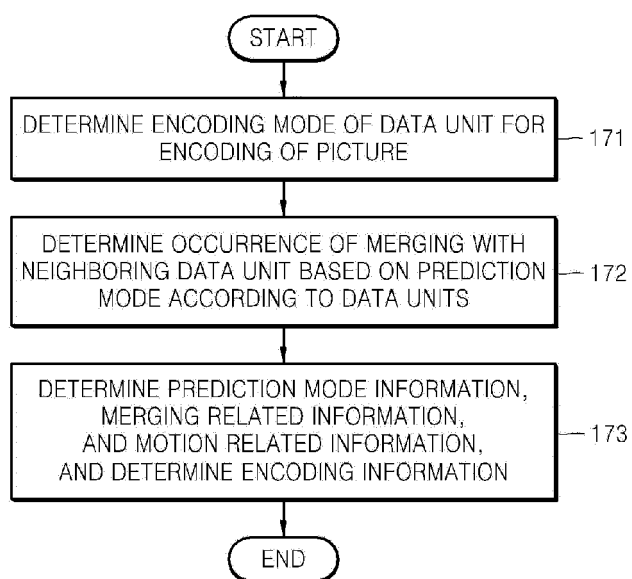 START
DETERMINE ENCODING MODE OF DATA UNIT FOR
ENCODING OF PICTURE
171
DETERMINE OCCURRENCE OF MERGING WITH
NEIGHBORING DATA UNIT BASED ON PREDICTION
MODE ACCORDING TO DATA UNITS
172
DETERMINE PREDICTION MODE INFORMATION,
MERGING RELATED INFORMATION,
AND MOTION RELATED INFORMATION,
AND DETERMINE ENCODING INFORMATION
173
END